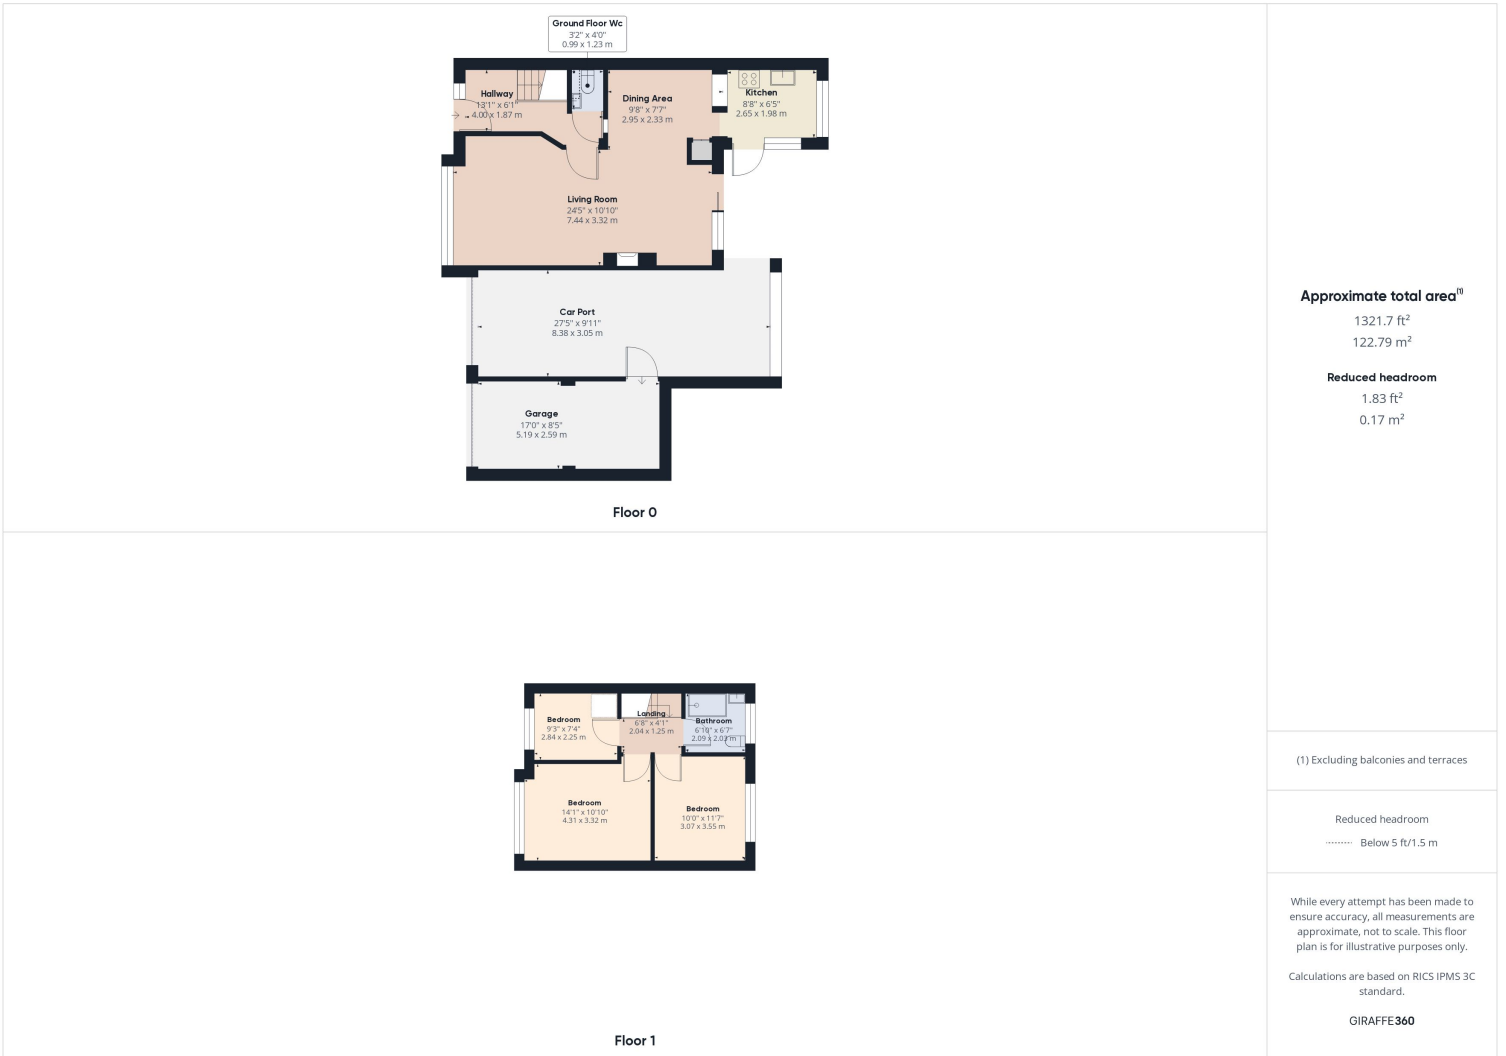 Ground Floor Wc
3'2" x 4'0"
0.99 x 1.23 m
Hallway
13'1" x 6'1"
4.00 x 1.87 m
Dining Area
9'8" x 7'7"
2.95 x 2.33 m
Kitchen
8'8" x 6'5"
2.65 x 1.98 m
Living Room
24'5" x 10'10"
7.44 x 3.32 m
Car Port
27'5" x 9'11"
8.38 x 3.05 m
Garage
17'0" x 8'5"
5.19 x 2.59 m
Floor 0
Bedroom
9'3" x 7'4"
2.84 x 2.25 m
Landing
6'8" x 4'1"
2.04 x 1.25 m
Bathroom
6'10" x 6'7"
2.09 x 2.03 m
Bedroom
14'1" x 10'10"
4.31 x 3.32 m
Bedroom
10'0" x 11'7"
3.07 x 3.55 m
Floor 1
Approximate total area⁽¹⁾
1321.7 ft²
122.79 m²
Reduced headroom
1.83 ft²
0.17 m²
(1) Excluding balconies and terraces
Reduced headroom
Below 5 ft/1.5 m
While every attempt has been made to
ensure accuracy, all measurements are
approximate, not to scale. This floor
plan is for illustrative purposes only.
Calculations are based on RICS IPMS 3C
standard.
GIRAFFE360